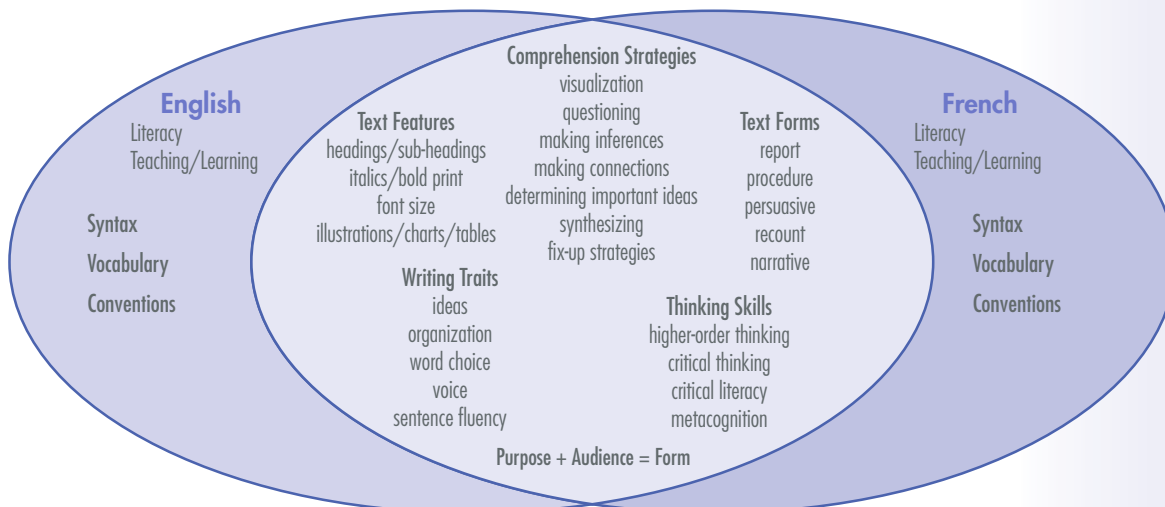 English
Literacy
Teaching/Learning
Syntax
Vocabulary
Conventions
Comprehension Strategies
visualization
questioning
making inferences
making connections
determining important ideas
synthesizing
fix-up strategies
Text Features
headings/sub-headings
italics/bold print
font size
illustrations/charts/tables
Text Forms
report
procedure
persuasive
recount
narrative
Writing Traits
ideas
organization
word choice
voice
sentence fluency
Thinking Skills
higher-order thinking
critical thinking
critical literacy
metacognition
Purpose + Audience = Form
French
Literacy
Teaching/Learning
Syntax
Vocabulary
Conventions